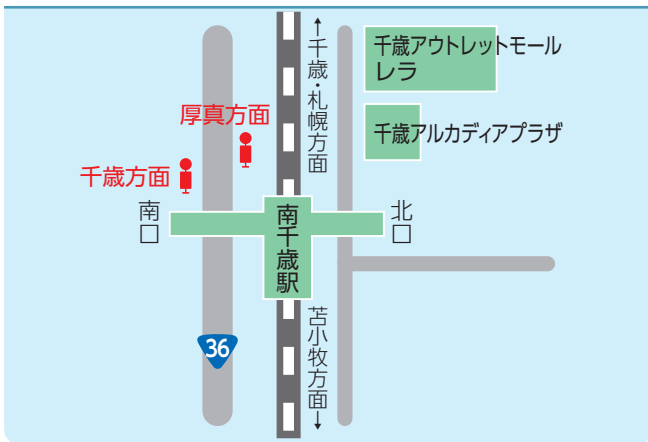 ↑千歳・札幌方面
千歳アウトレットモール
レラ
厚真方面
千歳アルカディアプラザ
千歳方面
南口
南千歳駅
北口
苫小牧方面↓
36